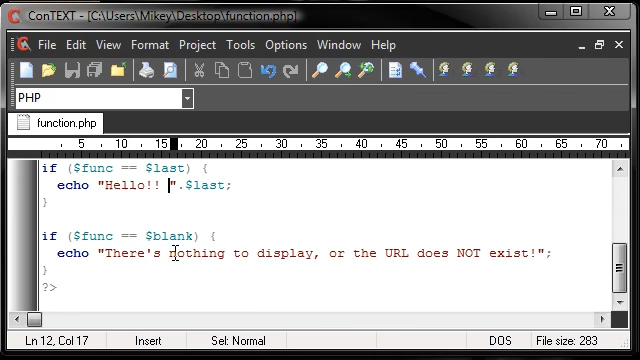 ConTEXT - [C:\Users\Mikey\Desktop\function.php]
File Edit View Format Project Tools Options Window Help
PHP
function.php
5 10 15 20 25 30 35 40 45 50 55 60 65 70
if ($func == $last) {
echo "Hello!! ".$last;
}
if ($func == $blank) {
echo "There's nothing to display, or the URL does NOT exist!";
}
?>
Ln 12, Col 17 Insert Sel: Normal DOS File size: 283